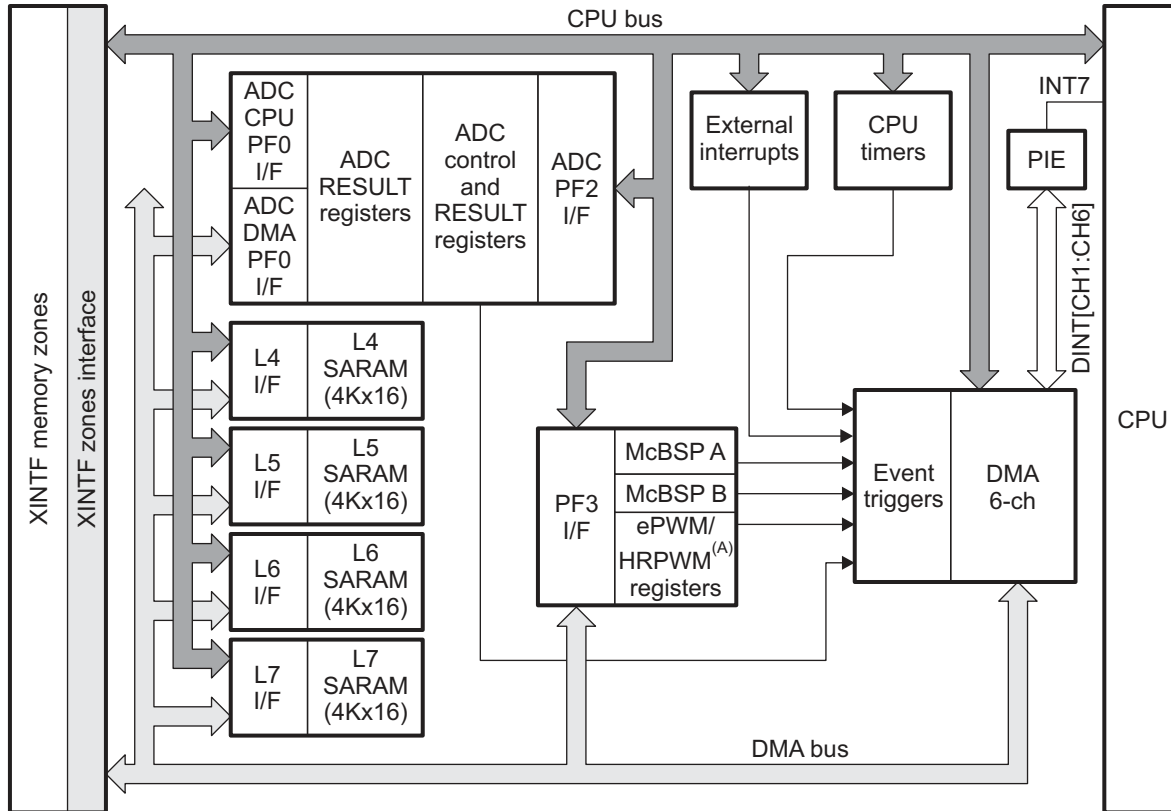 CPU bus
XINTF memory zones
XINTF zones interface
ADC
CPU
PF0
I/F
ADC
DMA
PF0
I/F
ADC
RESULT
registers
ADC
control
and
RESULT
registers
ADC
PF2
I/F
External
interrupts
CPU
timers
INT7
PIE
DINT[CH1:CH6]
CPU
L4
I/F
L4
SARAM
(4Kx16)
L5
I/F
L5
SARAM
(4Kx16)
L6
I/F
L6
SARAM
(4Kx16)
L7
I/F
L7
SARAM
(4Kx16)
PF3
I/F
McBSP A
McBSP B
ePWM/
HRPWM(A)
registers
Event
triggers
DMA
6-ch
DMA bus